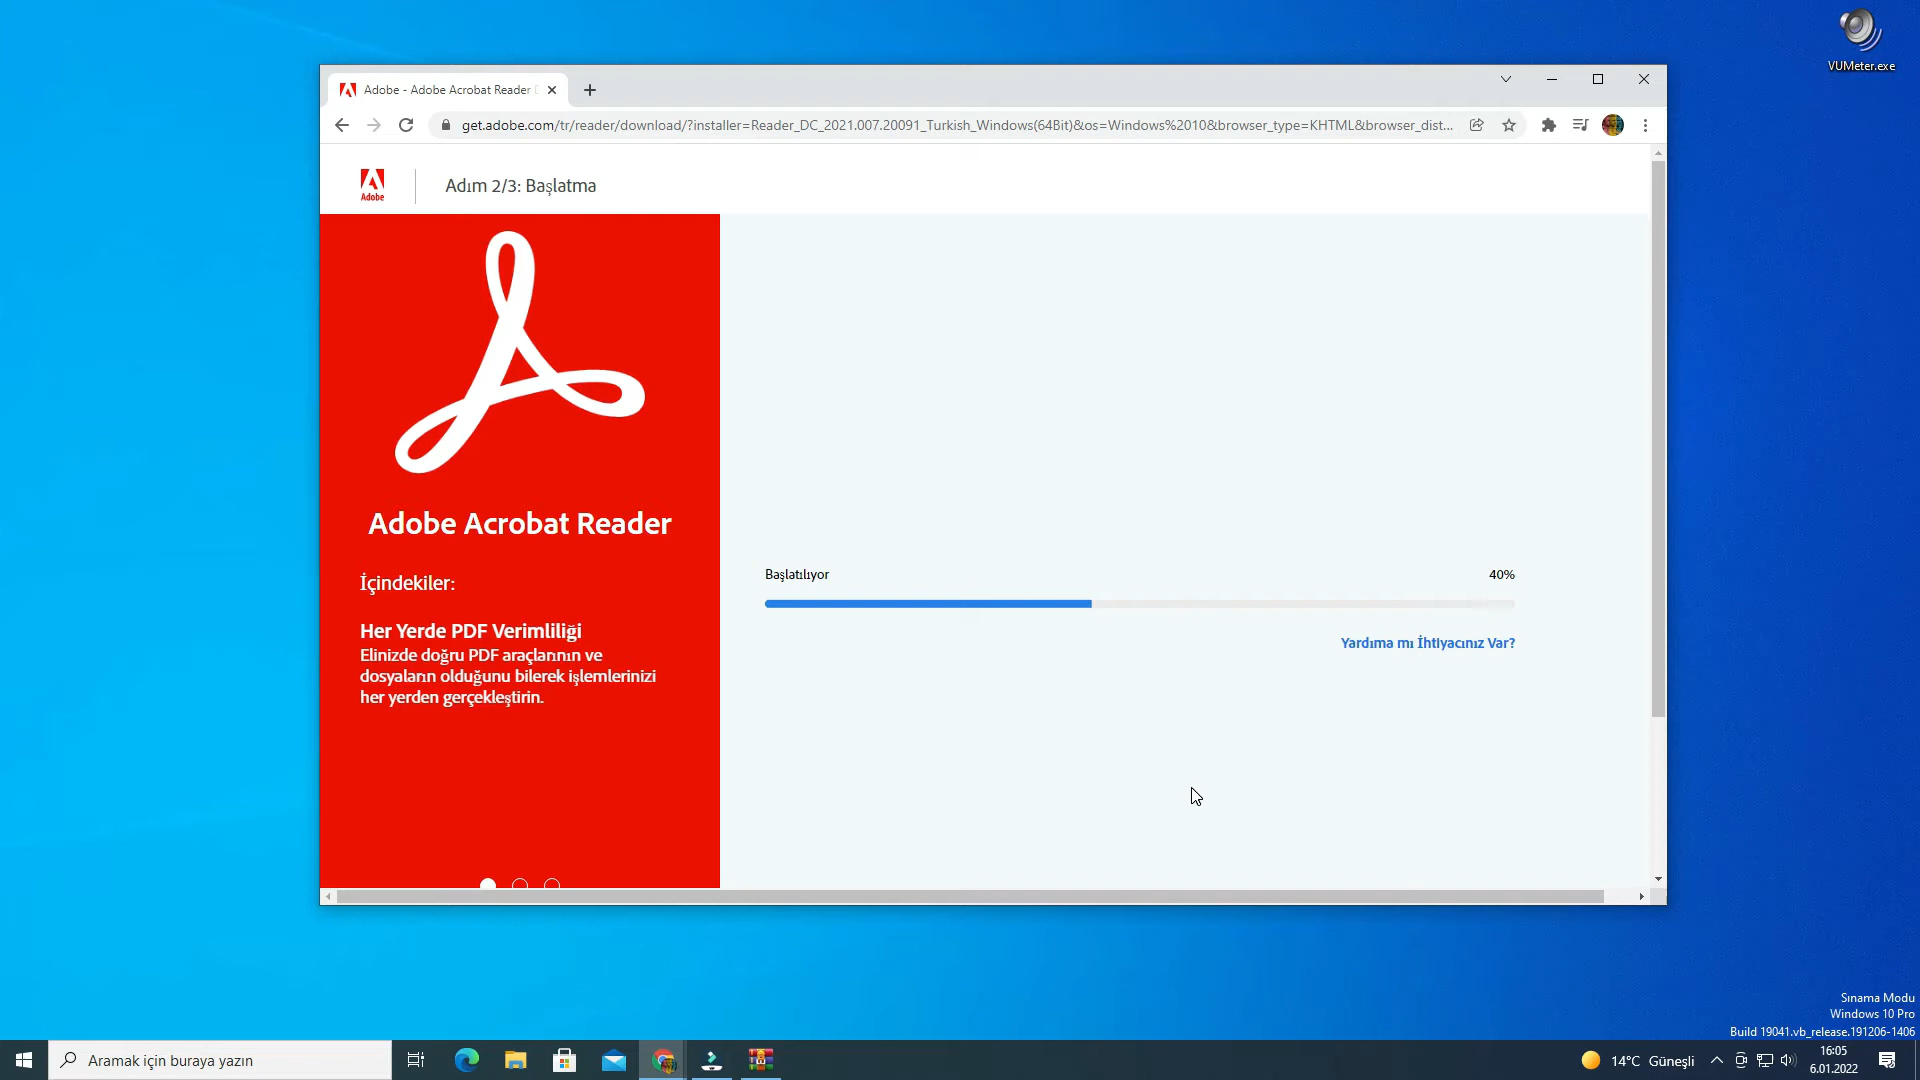 VUMeter.exe
Adobe - Adobe Acrobat Reader
get.adobe.com/tr/reader/download/?installer=Reader_DC_2021.007.20091_Turkish_Windows(64Bit)&os=Windows%2010&browser_type=KHTML&browser_dist...
Adobe
Adım 2/3: Başlatma
Adobe Acrobat Reader
İçindekiler:
Her Yerde PDF Verimliliği
Elinizde doğru PDF araçlarının ve
dosyaların olduğunu bilerek işlemlerinizi
her yerden gerçekleştirin.
Başlatılıyor
40%
Yardıma mı İhtiyacınız Var?
Sınama Modu
Windows 10 Pro
Build 19041.vb_release.191206-1406
Aramak için buraya yazın
14°C Güneşli
16:05
6.01.2022